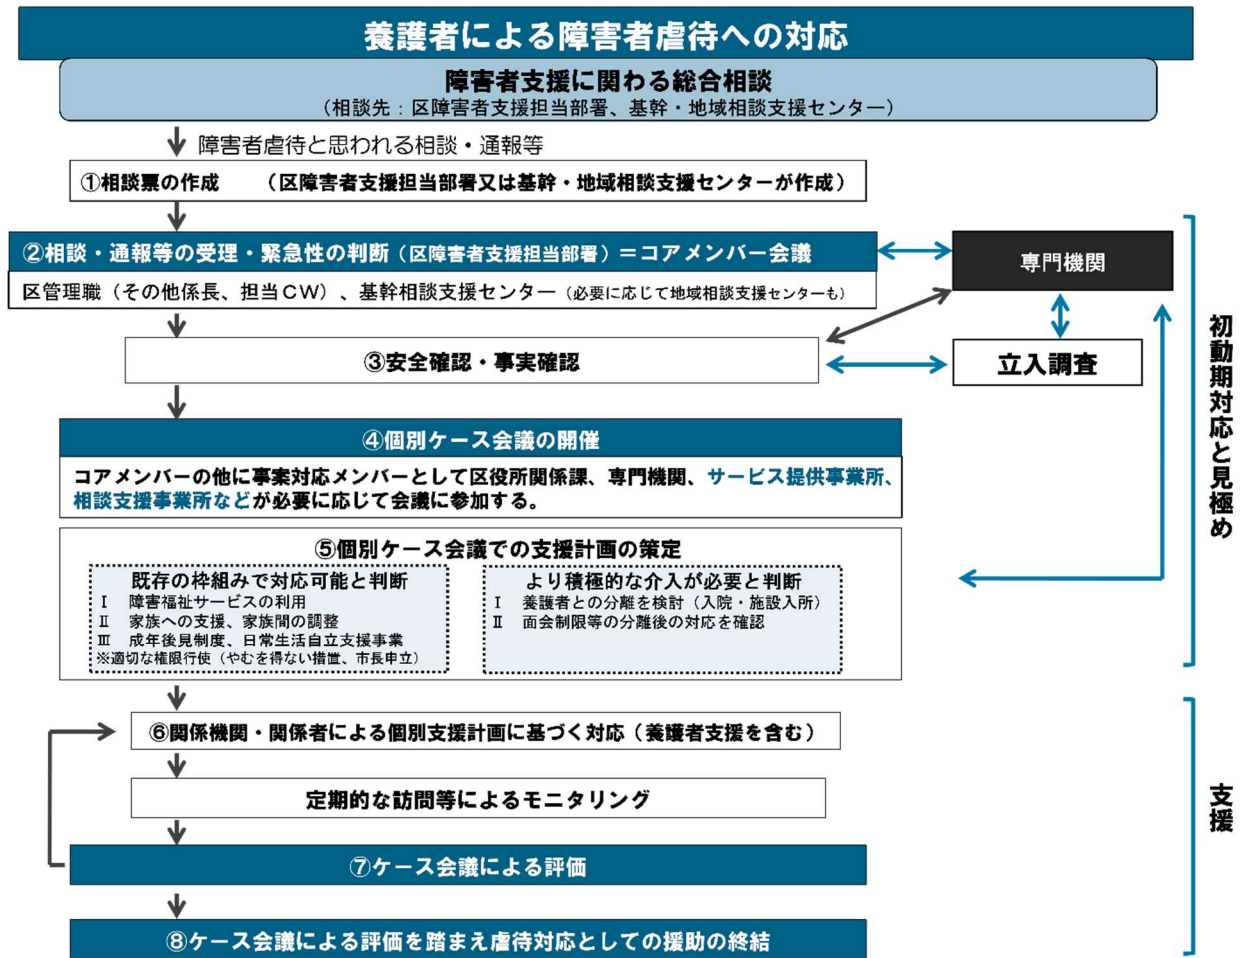 養護者による障害者虐待への対応
障害者支援に関わる総合相談
（相談先：区障害者支援担当部署、基幹・地域相談支援センター）
障害者虐待と思われる相談・通報等
①相談票の作成　（区障害者支援担当部署又は基幹・地域相談支援センターが作成）
②相談・通報等の受理・緊急性の判断（区障害者支援担当部署）＝コアメンバー会議
区管理職（その他係長、担当ＣＷ）、基幹相談支援センター（必要に応じて地域相談支援センターも）
専門機関
③安全確認・事実確認
立入調査
④個別ケース会議の開催
コアメンバーの他に事案対応メンバーとして区役所関係課、専門機関、サービス提供事業所、
相談支援事業所などが必要に応じて会議に参加する。
⑤個別ケース会議での支援計画の策定
既存の枠組みで対応可能と判断
Ⅰ　障害福祉サービスの利用
Ⅱ　家族への支援、家族間の調整
Ⅲ　成年後見制度、日常生活自立支援事業
※適切な権限行使（やむを得ない措置、市長申立）
より積極的な介入が必要と判断
Ⅰ　養護者との分離を検討（入院・施設入所）
Ⅱ　面会制限等の分離後の対応を確認
初動期対応と見極め
⑥関係機関・関係者による個別支援計画に基づく対応（養護者支援を含む）
定期的な訪問等によるモニタリング
⑦ケース会議による評価
⑧ケース会議による評価を踏まえ虐待対応としての援助の終結
支援